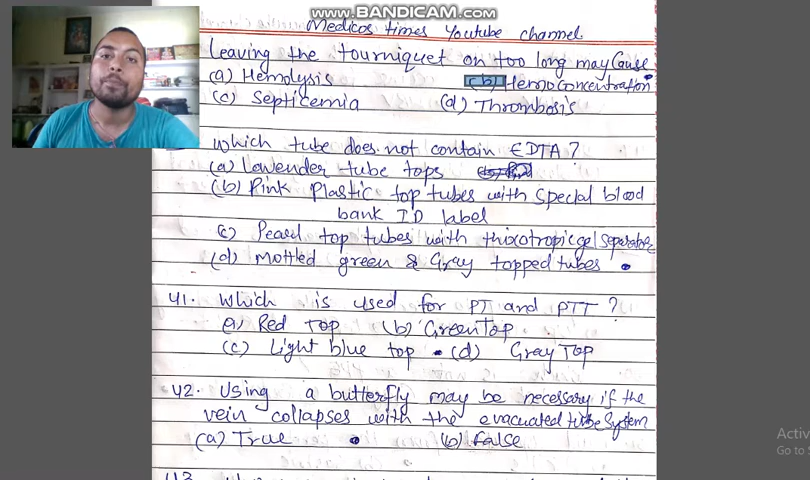 WWW.BANDICAM.COM
Medicos times Youtube channel
Leaving the tourniquet on too long may Cause
(a) Hemolysis (b) Hemoconcentration
(c) Septicemia (d) Thrombosis
Which tube does not contain EDTA?
(a) Lavender tube tops
(b) Pink Plastic top tubes with special blood
bank ID label
(c) Pearl top tubes with thixotropic gel separator
(d) Mottled green & Gray topped tubes
41. Which is used for PT and PTT?
(a) Red Top (b) Green Top
(c) Light blue top (d) Gray Top
42. Using a butterfly may be necessary if the
vein collapses with the evacuated tube System
(a) True (b) False
Activ
Go to S